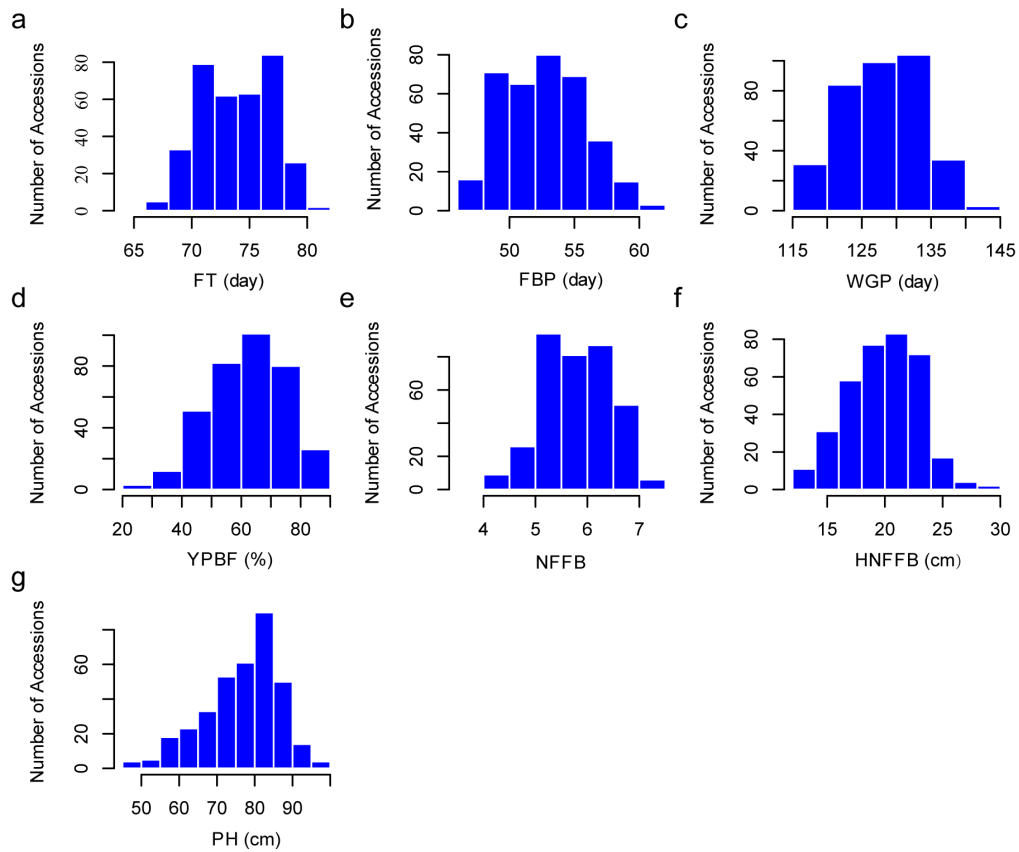 a
Number of Accessions
0 20 40 60 80
65 70 75 80
FT (day)
b
Number of Accessions
0 20 40 60 80
50 55 60
FBP (day)
c
Number of Accessions
0 40 80
115 125 135 145
WGP (day)
d
Number of Accessions
0 40 80
20 40 60 80
YPBF (%)
e
Number of Accessions
0 20 60
4 5 6 7
NFFB
f
Number of Accessions
0 20 40 60 80
15 20 25 30
HNFFB (cm)
g
Number of Accessions
0 20 60
50 60 70 80 90
PH (cm)